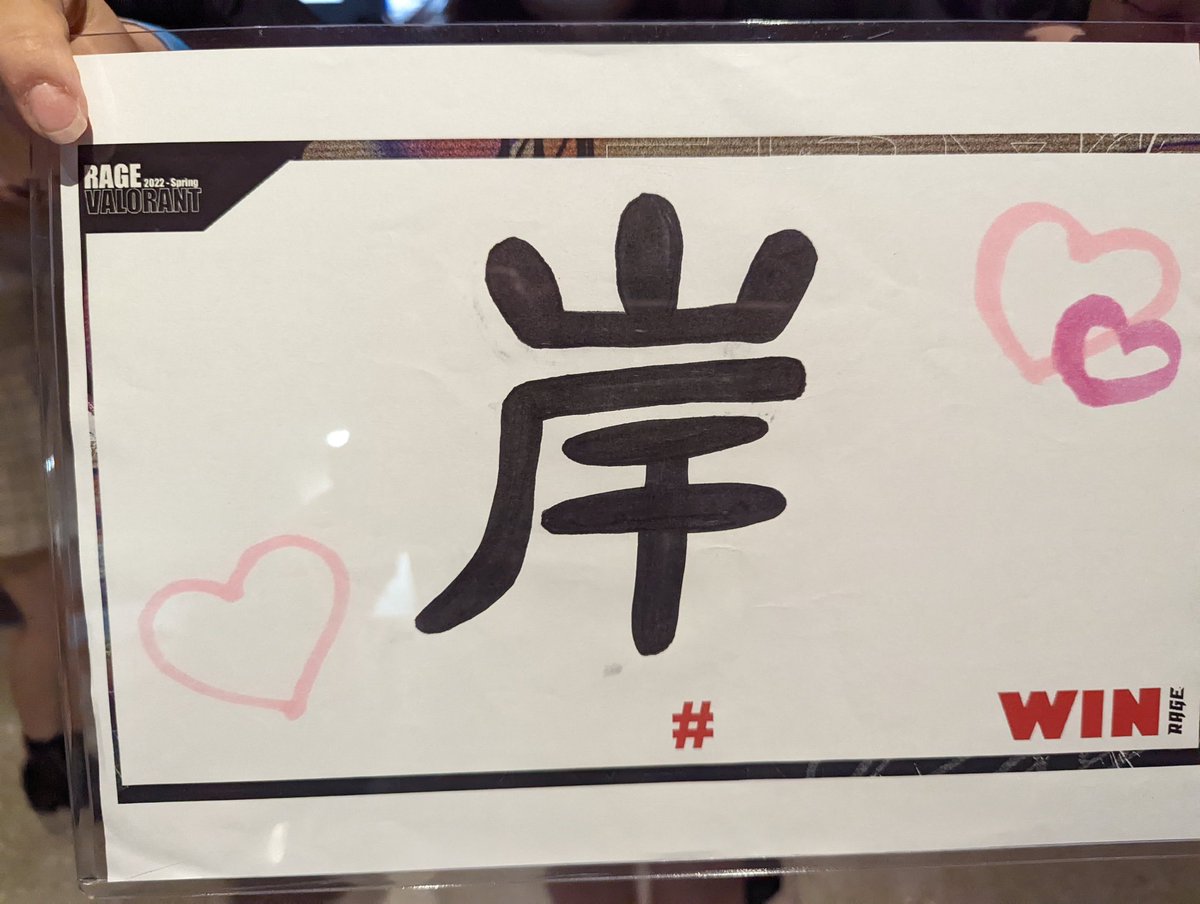 RAGE 2022 - Spring
VALORANT
岸
#
WIN
RAGE